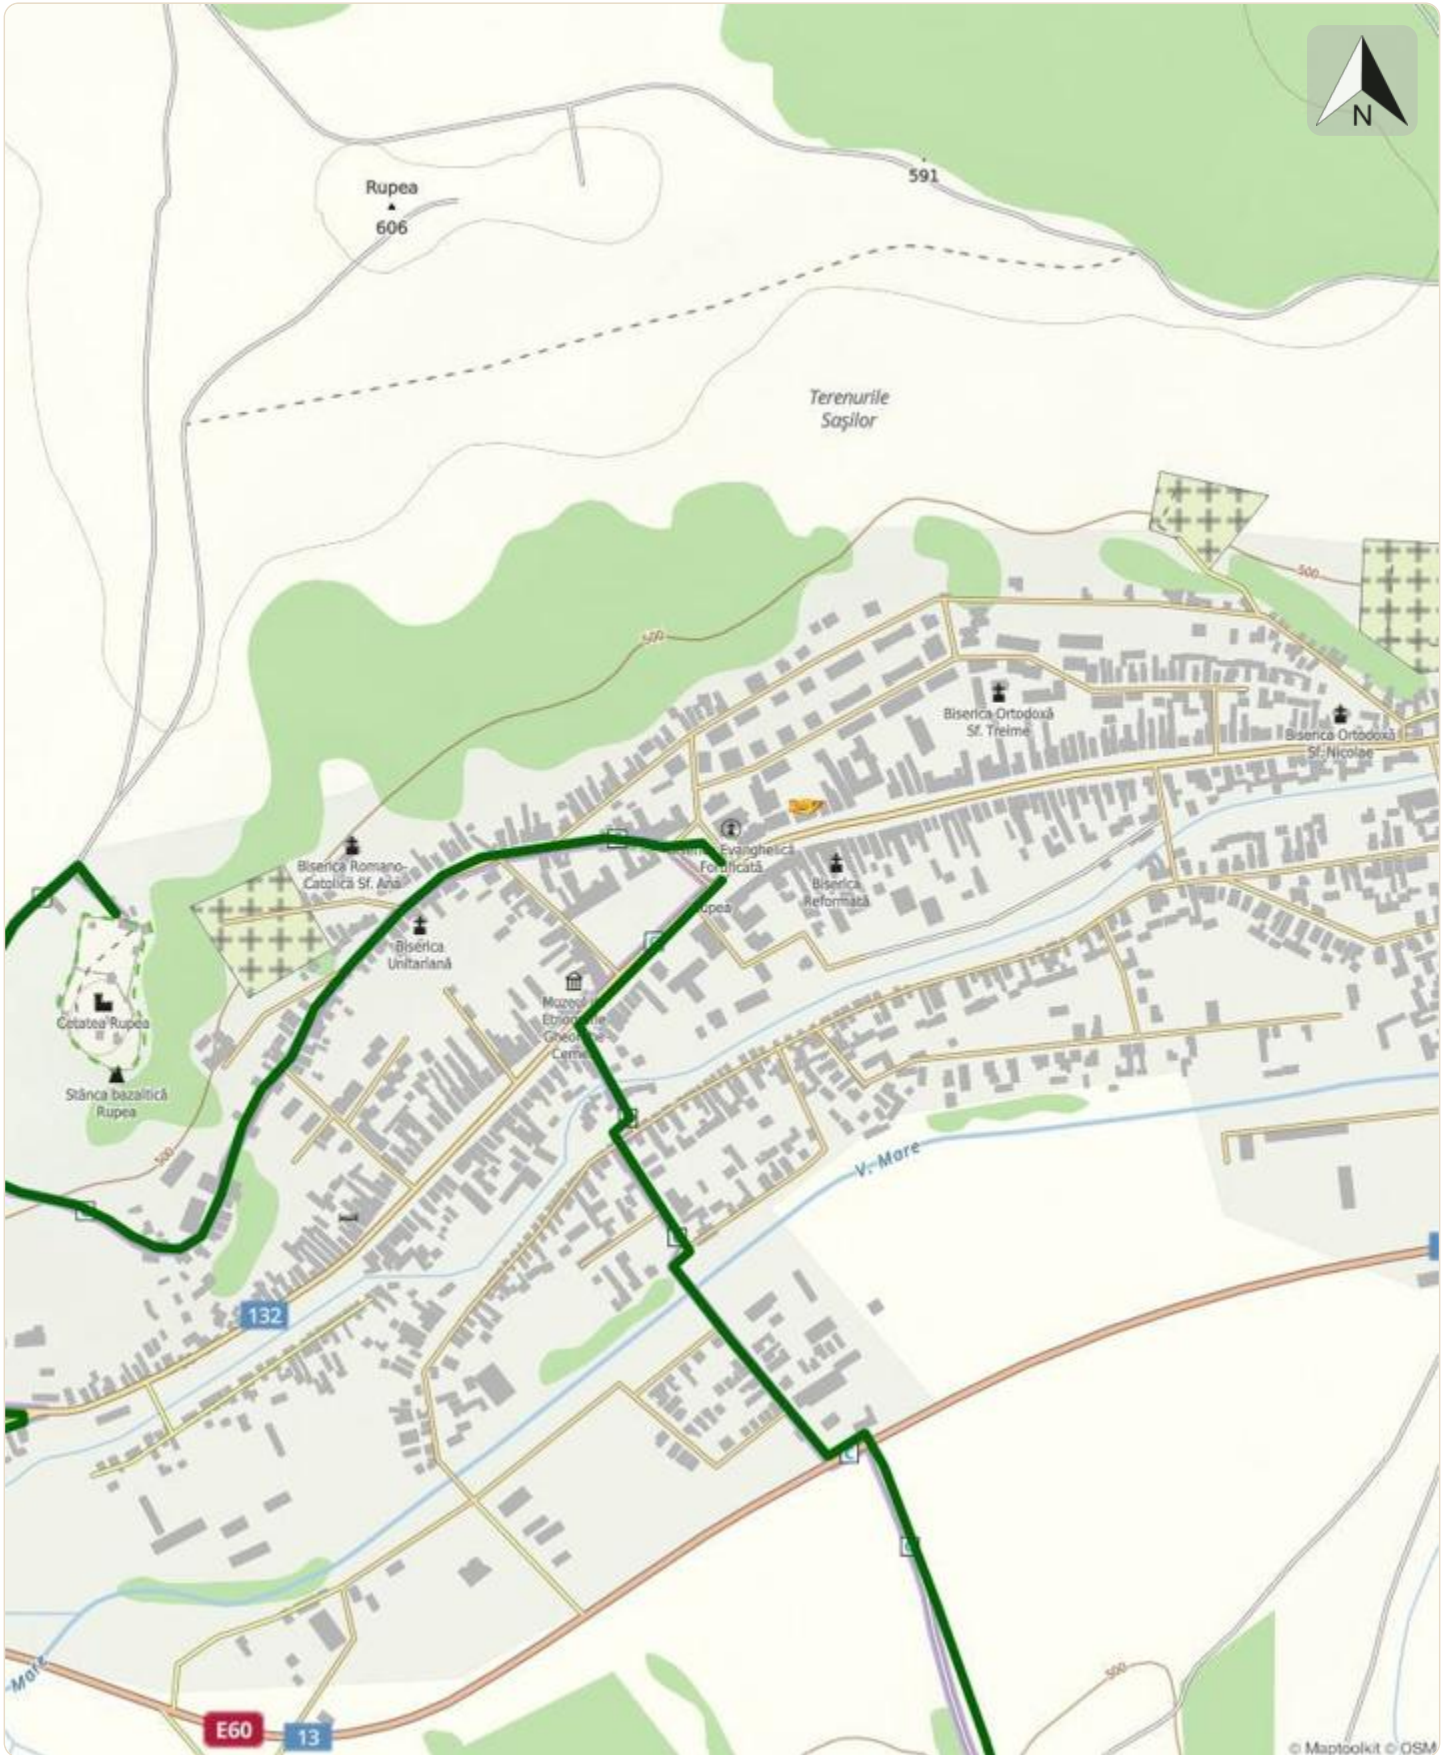 N
591
Rupea
606
Terenurile
Sașilor
500
500
Biserica Ortodoxă
Sf. Treime
Biserica Ortodoxă
Sf. Nicolae
Evanghelică
Fortificată
Biserica Romano-
Catolică Sf. Ana
Biserica
Reformată
Biserica
Unitariană
Cetatea Rupea
Stânca bazaltică
Rupea
500
V. Mare
132
500
Mare
E60
13
© Maptoolkit © OSM